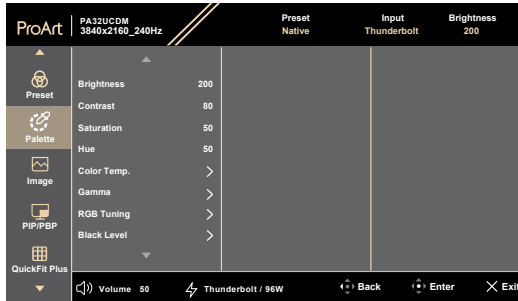 ProArt
PA32UCDM
3840x2160_240Hz
Preset
Native
Input
Thunderbolt
Brightness
200
Preset
Palette
Image
PIP/PBP
QuickFit Plus
Brightness 200
Contrast 80
Saturation 50
Hue 50
Color Temp.
Gamma
RGB Tuning
Black Level
Volume 50
Thunderbolt / 96W
Back
Enter
Exit